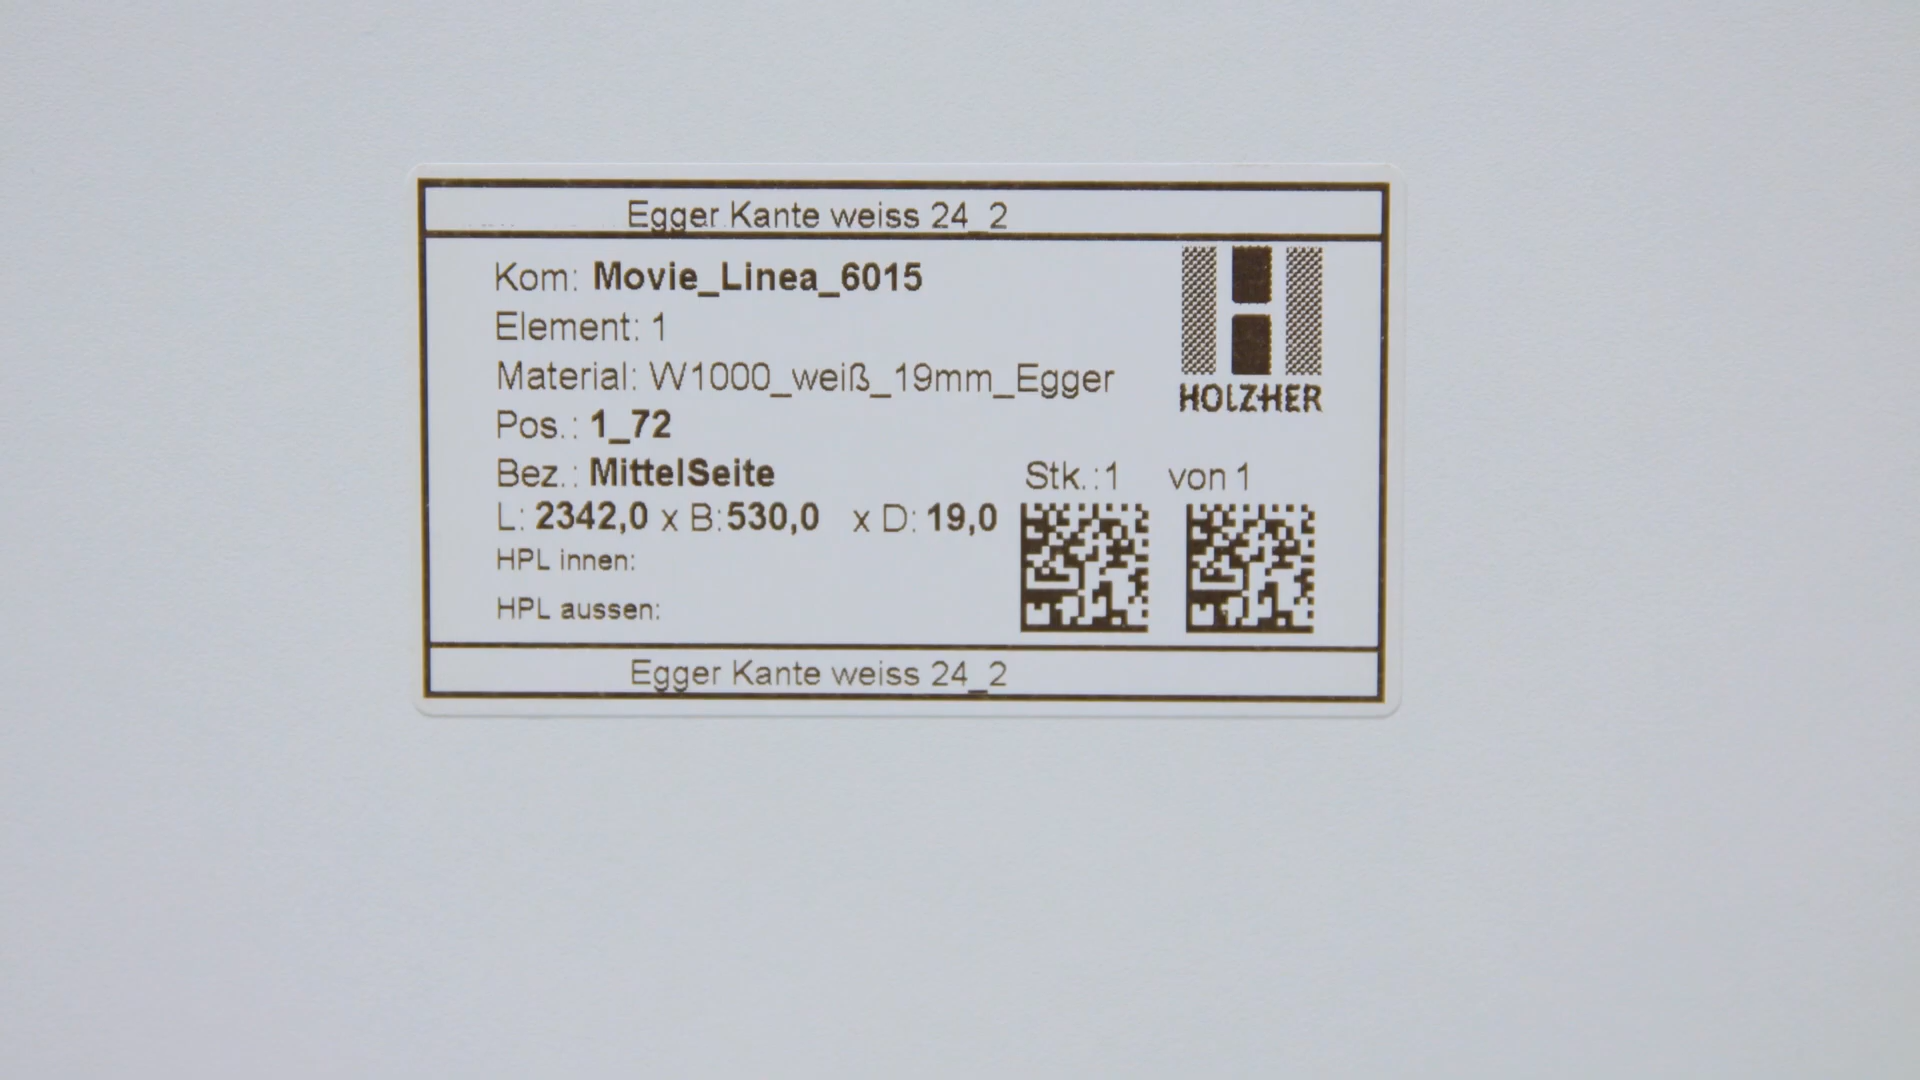 Egger Kante weiss 24_2
Kom: Movie_Linea_6015
Element: 1
Material: W1000_weiß_19mm_Egger
HOLZHER
Pos.: 1_72
Bez.: MittelSeite
Stk.:1 von 1
L: 2342,0 x B:530,0 x D: 19,0
HPL innen:
HPL aussen:
Egger Kante weiss 24_2